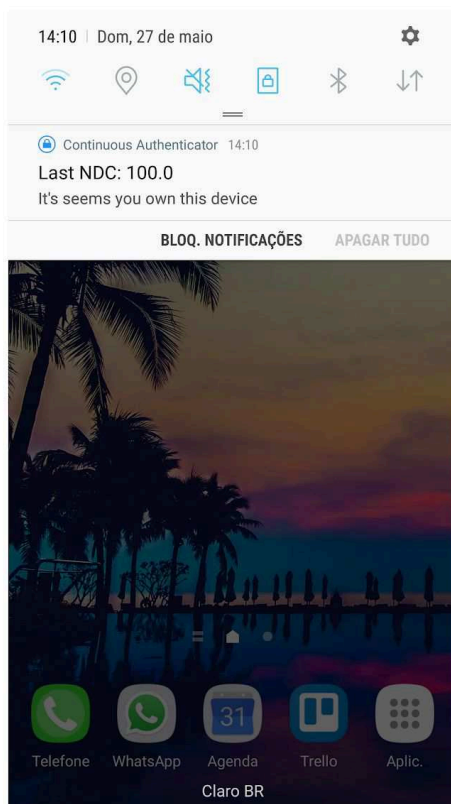 14:10 | Dom, 27 de maio
Continuous Authenticator 14:10
Last NDC: 100.0
It's seems you own this device
BLOQ. NOTIFICAÇÕES APAGAR TUDO
31
Telefone WhatsApp Agenda Trello Aplic.
Claro BR